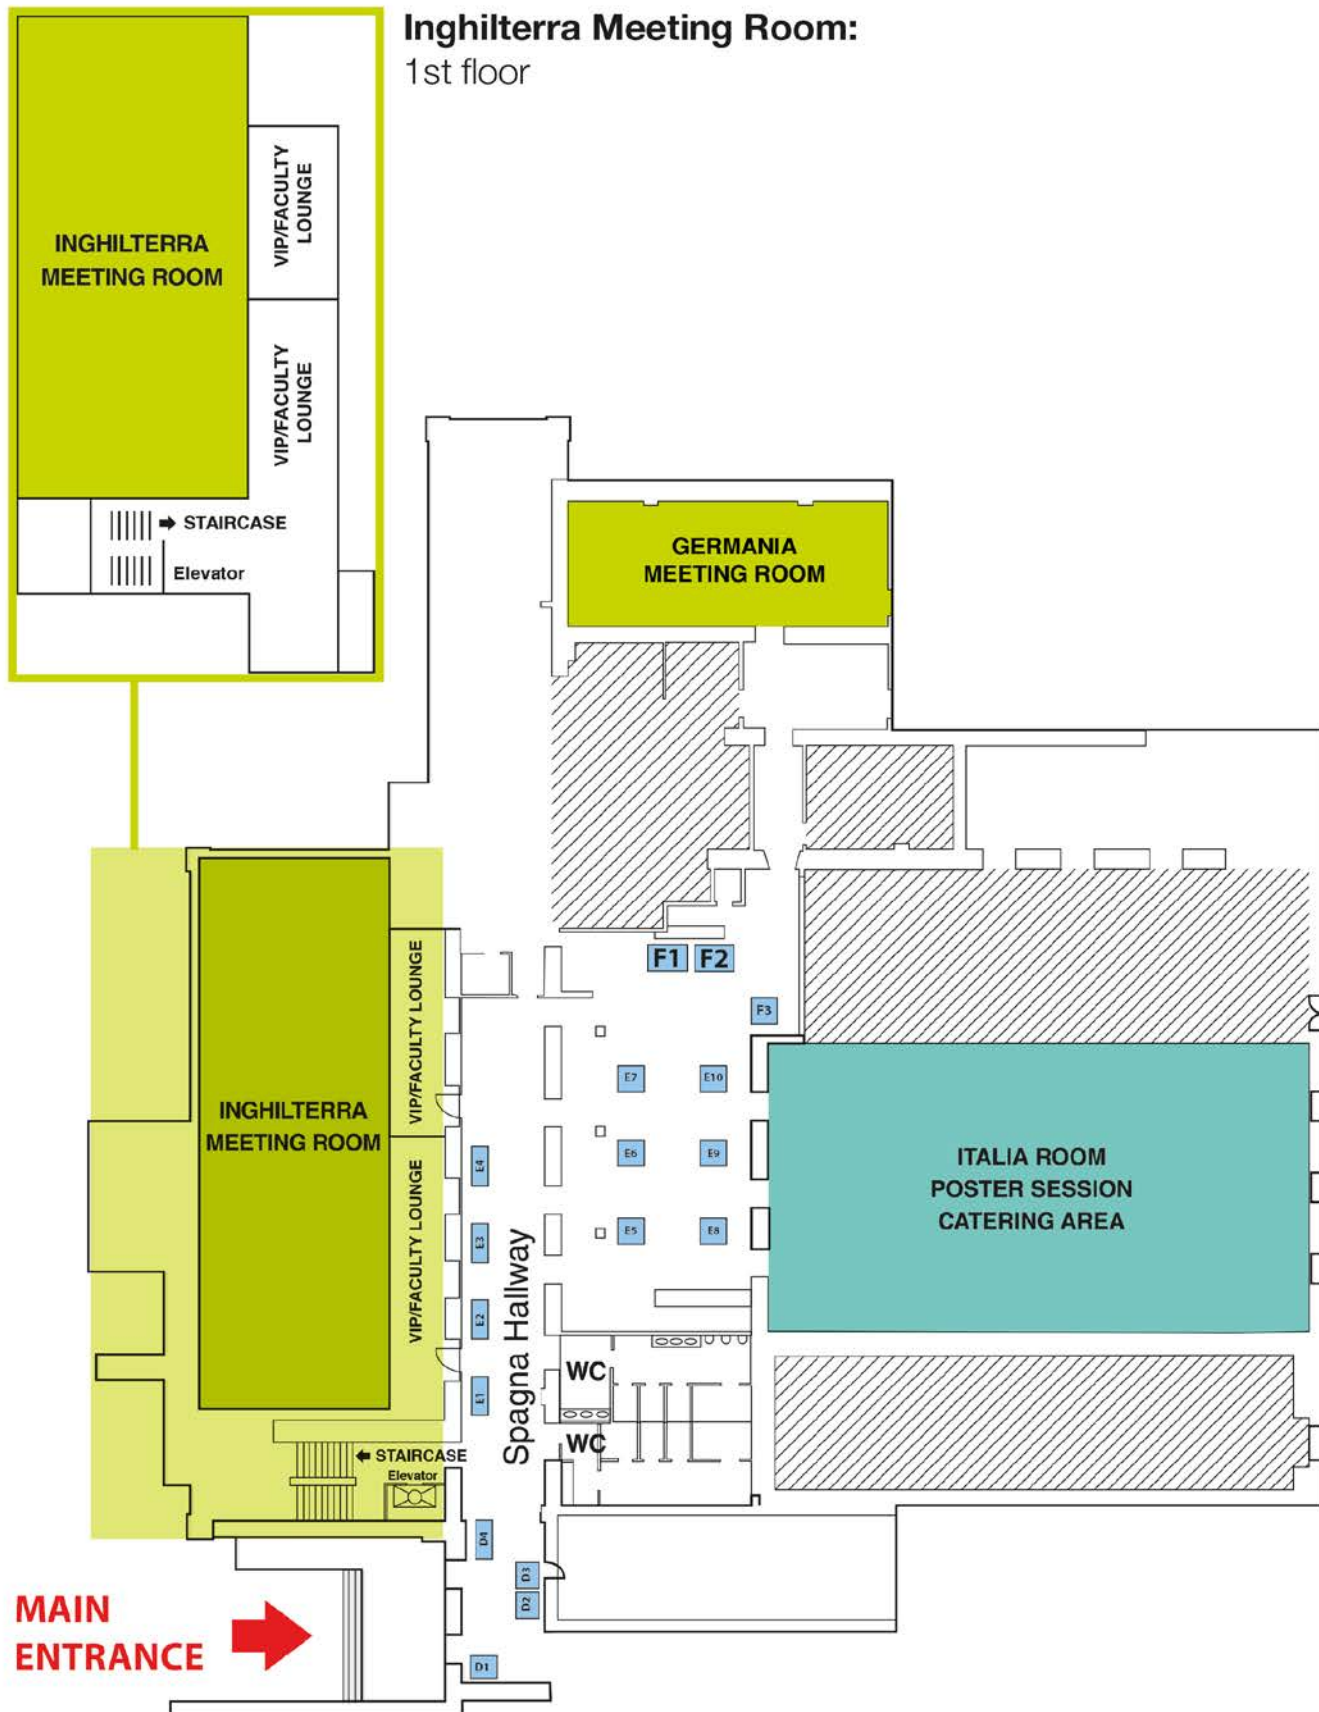 Inghilterra Meeting Room:
1st floor
INGHILTERRA
MEETING ROOM
VIP/FACULTY
LOUNGE
VIP/FACULTY
LOUNGE
STAIRCASE
Elevator
GERMANIA
MEETING ROOM
F1
F2
F3
E7
E10
E6
E9
E5
E8
INGHILTERRA
MEETING ROOM
VIP/FACULTY LOUNGE
VIP/FACULTY LOUNGE
E4
E3
E2
E1
Spagna Hallway
ITALIA ROOM
POSTER SESSION
CATERING AREA
WC
WC
STAIRCASE
Elevator
D4
D3
D2
D1
MAIN
ENTRANCE